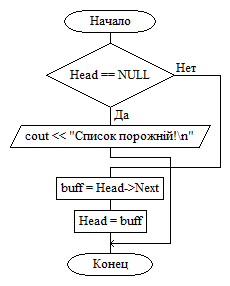 Начало
Head == NULL
Нет
Да
cout << "Список порожній!\n"
buff = Head->Next
Head = buff
Конец